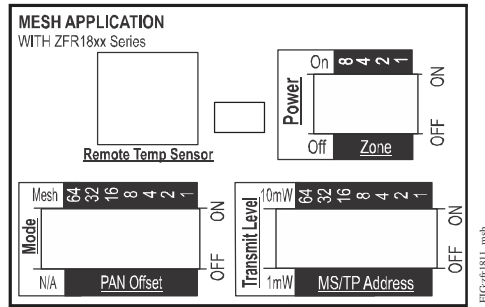 MESH APPLICATION
WITH ZFR18xx Series
Remote Temp Sensor
Power
On 8 4 2 1
ON
OFF
Off Zone
Mode
Mesh 64 32 16 8 4 2 1
ON
OFF
N/A PAN Offset
Transmit Level
10mW 64 32 16 8 4 2 1
ON
OFF
1mW MS/TP Address
FIG:zfr1811_msh